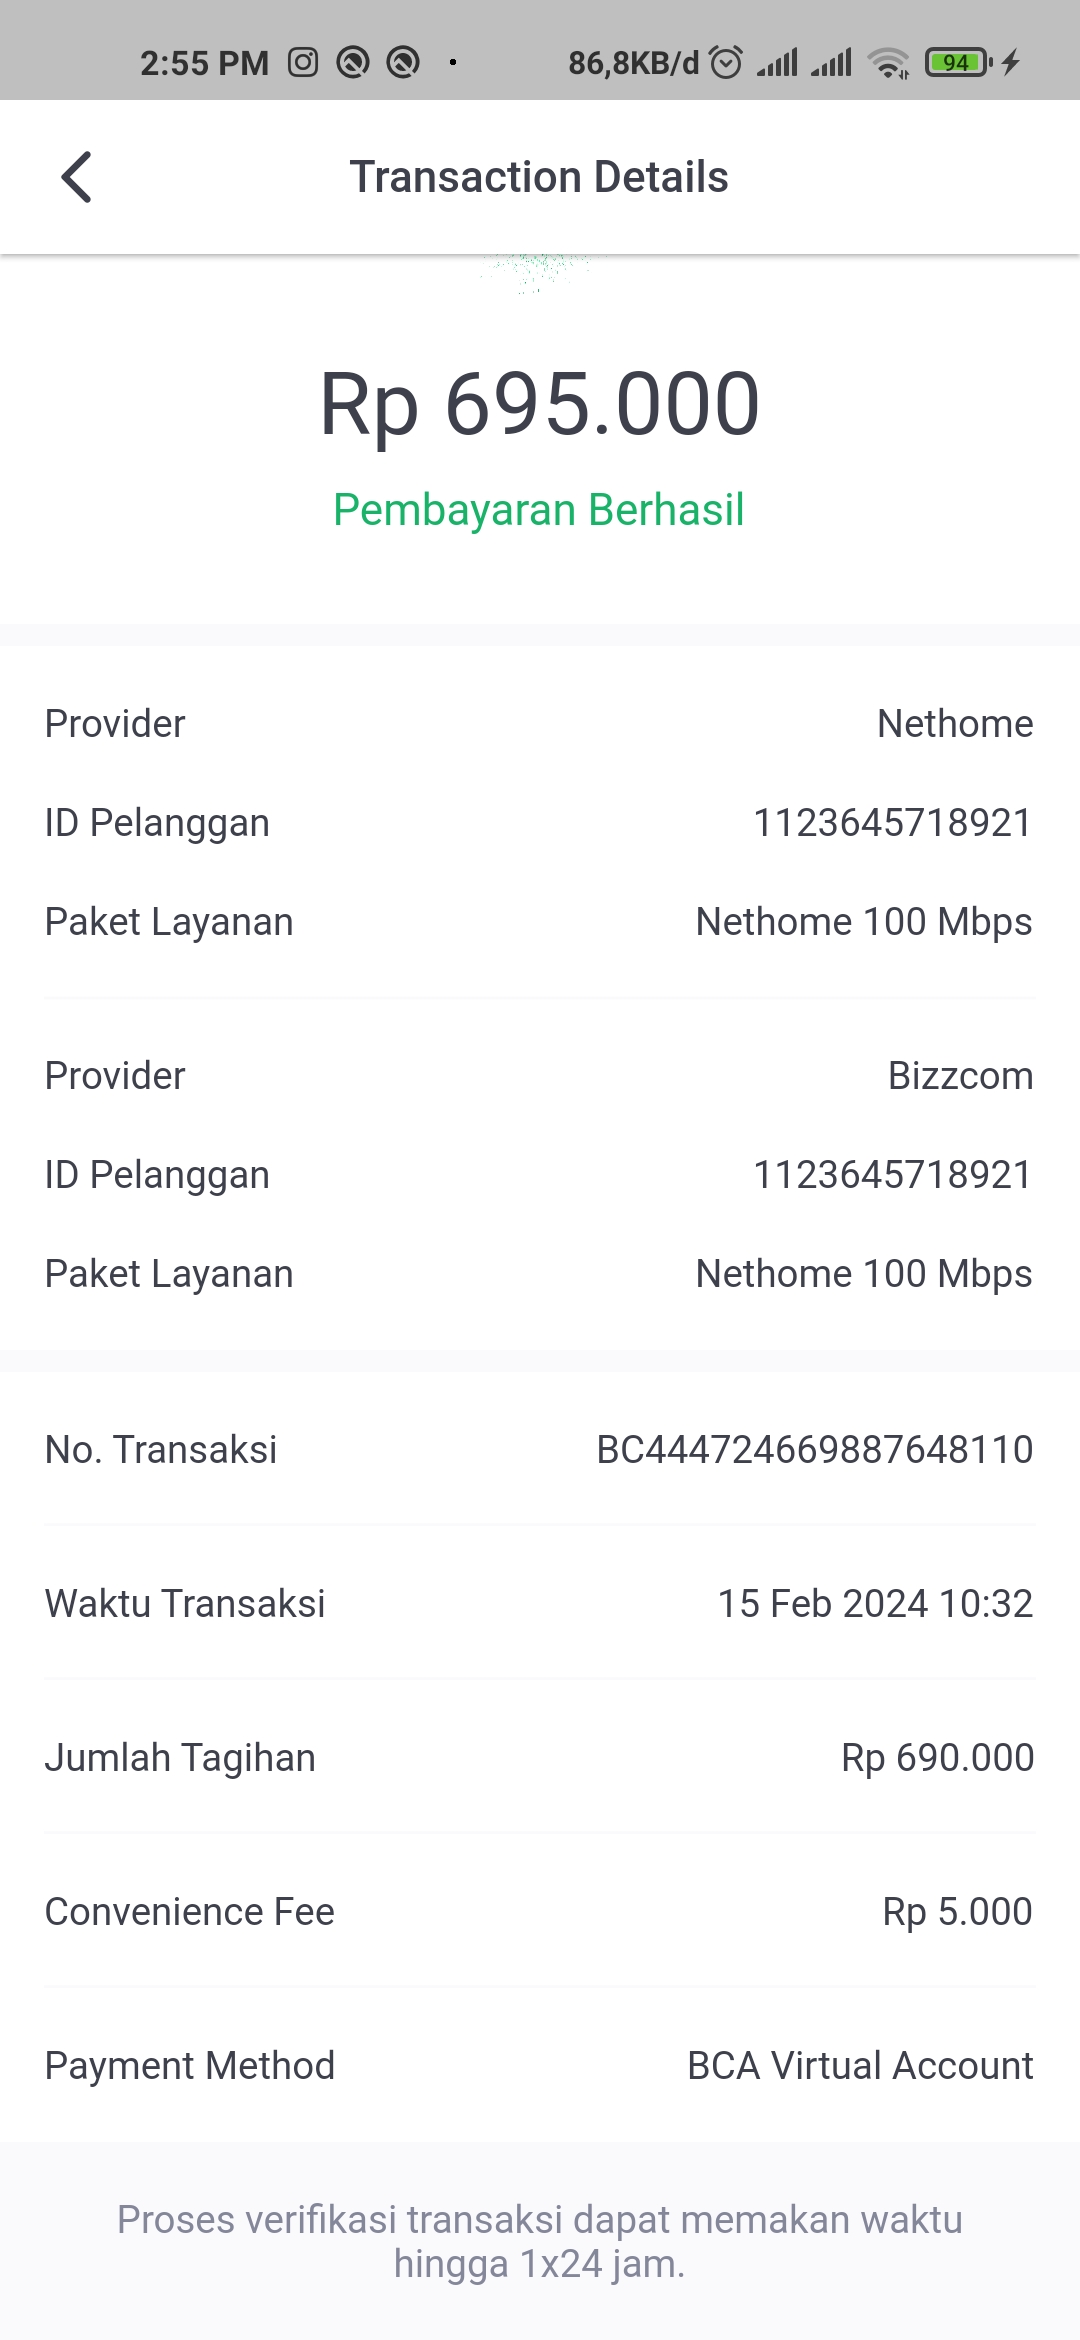 2:55 PM
86,8KB/d
94
Transaction Details
Rp 695.000
Pembayaran Berhasil
Provider Nethome
ID Pelanggan 1123645718921
Paket Layanan Nethome 100 Mbps
Provider Bizzcom
ID Pelanggan 1123645718921
Paket Layanan Nethome 100 Mbps
No. Transaksi BC444724669887648110
Waktu Transaksi 15 Feb 2024 10:32
Jumlah Tagihan Rp 690.000
Convenience Fee Rp 5.000
Payment Method BCA Virtual Account
Proses verifikasi transaksi dapat memakan waktu
hingga 1x24 jam.